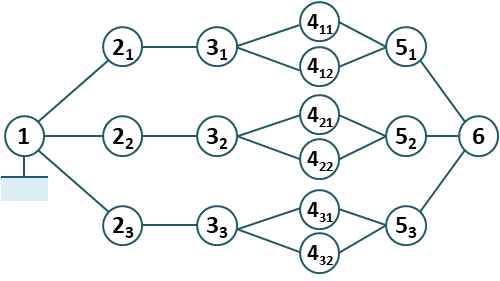 4₁₁
2₁ 3₁ 5₁
4₁₂
4₂₁
1 2₂ 3₂ 5₂ 6
4₂₂
4₃₁
2₃ 3₃ 5₃
4₃₂